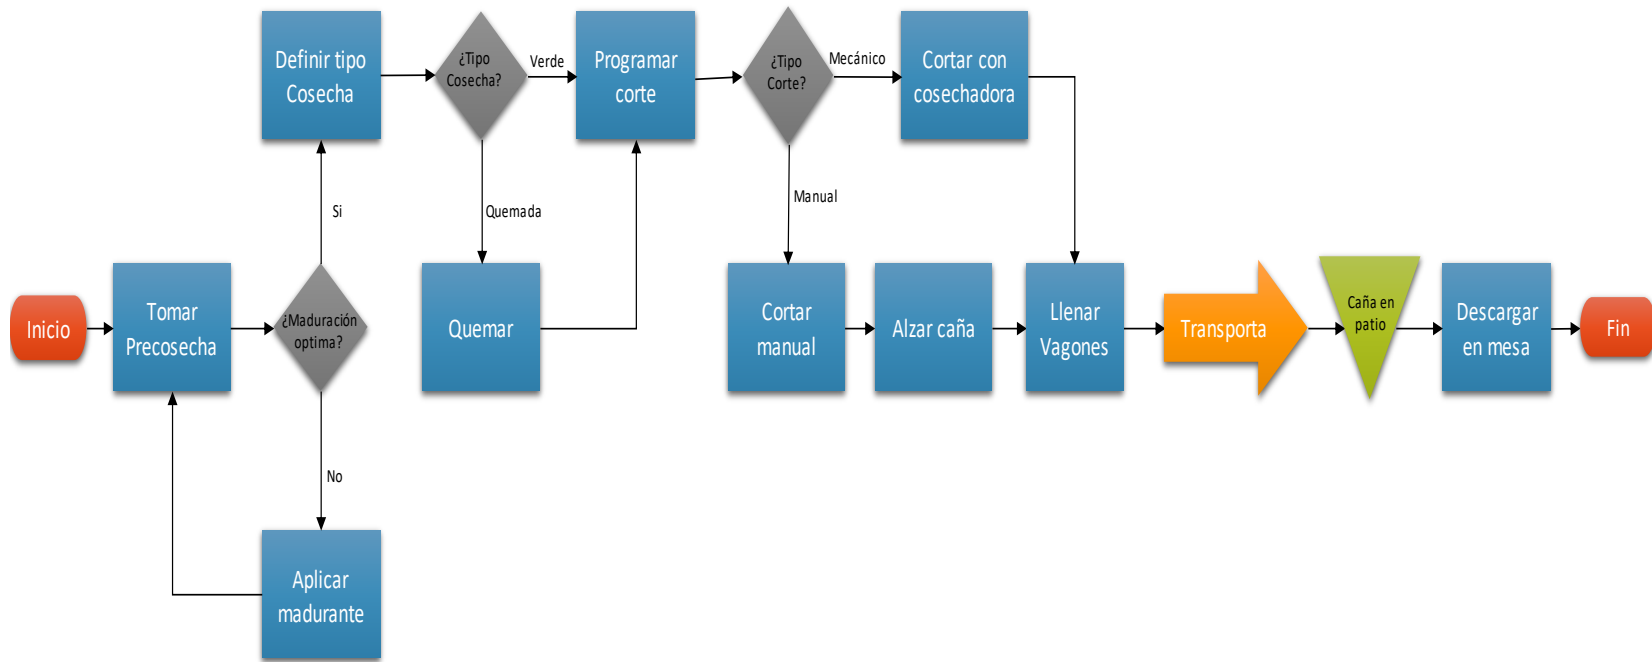 Definir tipo
Cosecha
¿Tipo
Cosecha?
Verde
Programar
corte
¿Tipo
Corte?
Mecánico
Cortar con
cosechadora
Si
Quemada
Manual
Inicio
Tomar
Precosecha
¿Maduración
optima?
Quemar
Cortar
manual
Alzar caña
Llenar
Vagones
Transporta
Caña en
patio
Descargar
en mesa
Fin
No
Aplicar
madurante